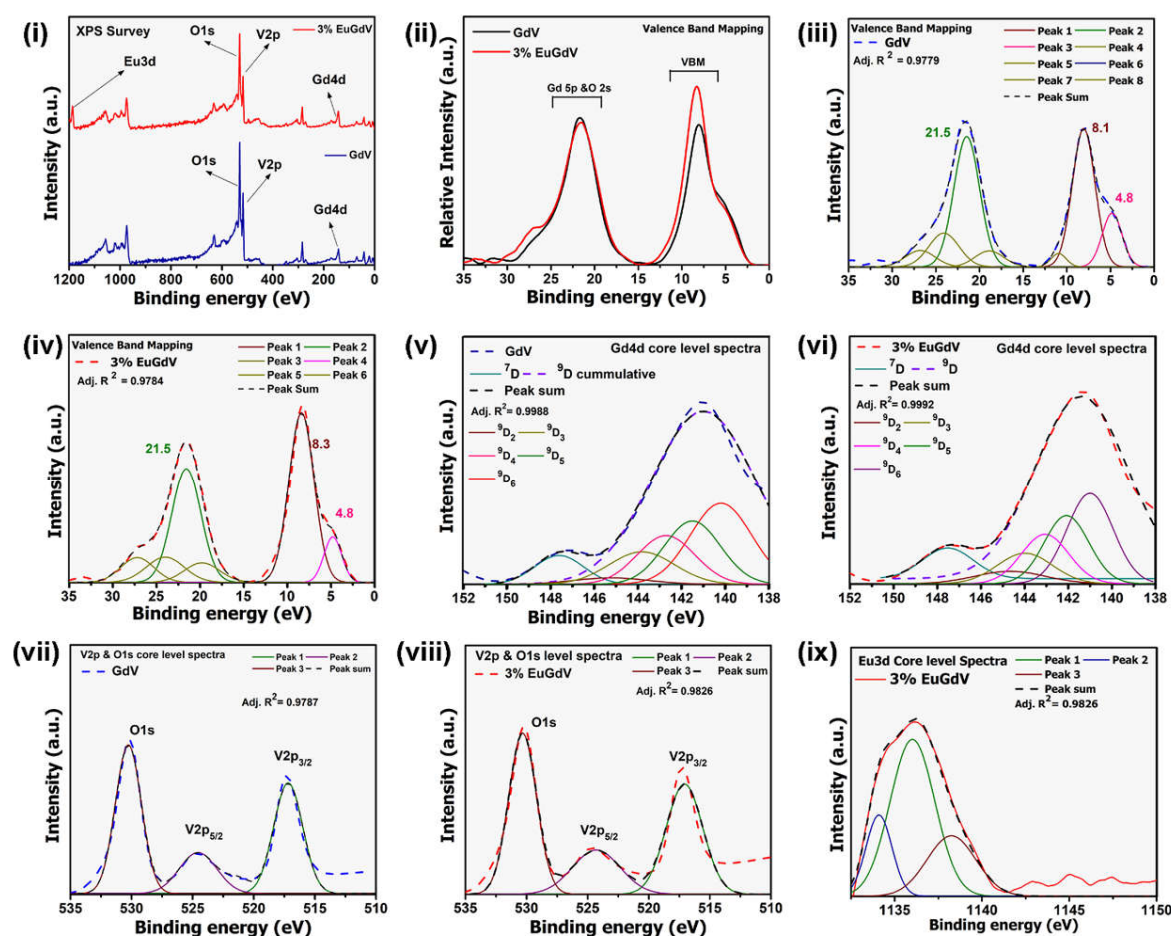 (i)
XPS Survey
3% EuGdV
O1s
V2p
Eu3d
Gd4d
GdV
O1s
V2p
Gd4d
Intensity (a.u.)
1200 1000 800 600 400 200 0
Binding energy (eV)
(ii)
GdV
3% EuGdV
Valence Band Mapping
VBM
Gd 5p &O 2s
Relative Intensity (a.u.)
35 30 25 20 15 10 5 0
Binding energy (eV)
(iii)
Valence Band Mapping
GdV
Adj. R 2 = 0.9779
Peak 1 Peak 2
Peak 3 Peak 4
Peak 5 Peak 6
Peak 7 Peak 8
Peak Sum
21.5
8.1
4.8
Intensity (a.u.)
35 30 25 20 15 10 5 0
Binding energy (eV)
(iv)
Valence Band Mapping
3% EuGdV
Adj. R 2 = 0.9784
Peak 1 Peak 2
Peak 3 Peak 4
Peak 5 Peak 6
Peak Sum
21.5
8.3
4.8
Intensity (a.u.)
35 30 25 20 15 10 5 0
Binding energy (eV)
(v)
GdV
Gd4d core level spectra
7D 9D cummulative
Peak sum
Adj. R2= 0.9988
9D2 9D3
9D4 9D5
9D6
Intensity (a.u.)
152 150 148 146 144 142 140 138
Binding energy (eV)
(vi)
3% EuGdV
Gd4d core level spectra
7D 9D
Peak sum
Adj. R2= 0.9992
9D2 9D3
9D4 9D5
9D6
Intensity (a.u.)
152 150 148 146 144 142 140 138
Binding energy (eV)
(vii)
V2p & O1s core level spectra
GdV
Peak 1 Peak 2
Peak 3 Peak sum
Adj. R2= 0.9787
O1s
V2p3/2
V2p5/2
Intensity (a.u.)
535 530 525 520 515 510
Binding energy (eV)
(viii)
V2p & O1s level spectra
3% EuGdV
Peak 1 Peak 2
Peak 3 Peak sum
Adj. R2= 0.9826
O1s
V2p3/2
V2p5/2
Intensity (a.u.)
535 530 525 520 515 510
Binding energy (eV)
(ix)
Eu3d Core level Spectra
3% EuGdV
Peak 1 Peak 2
Peak 3
Peak sum
Adj. R2= 0.9826
Intensity (a.u.)
1135 1140 1145 1150
Binding energy (eV)